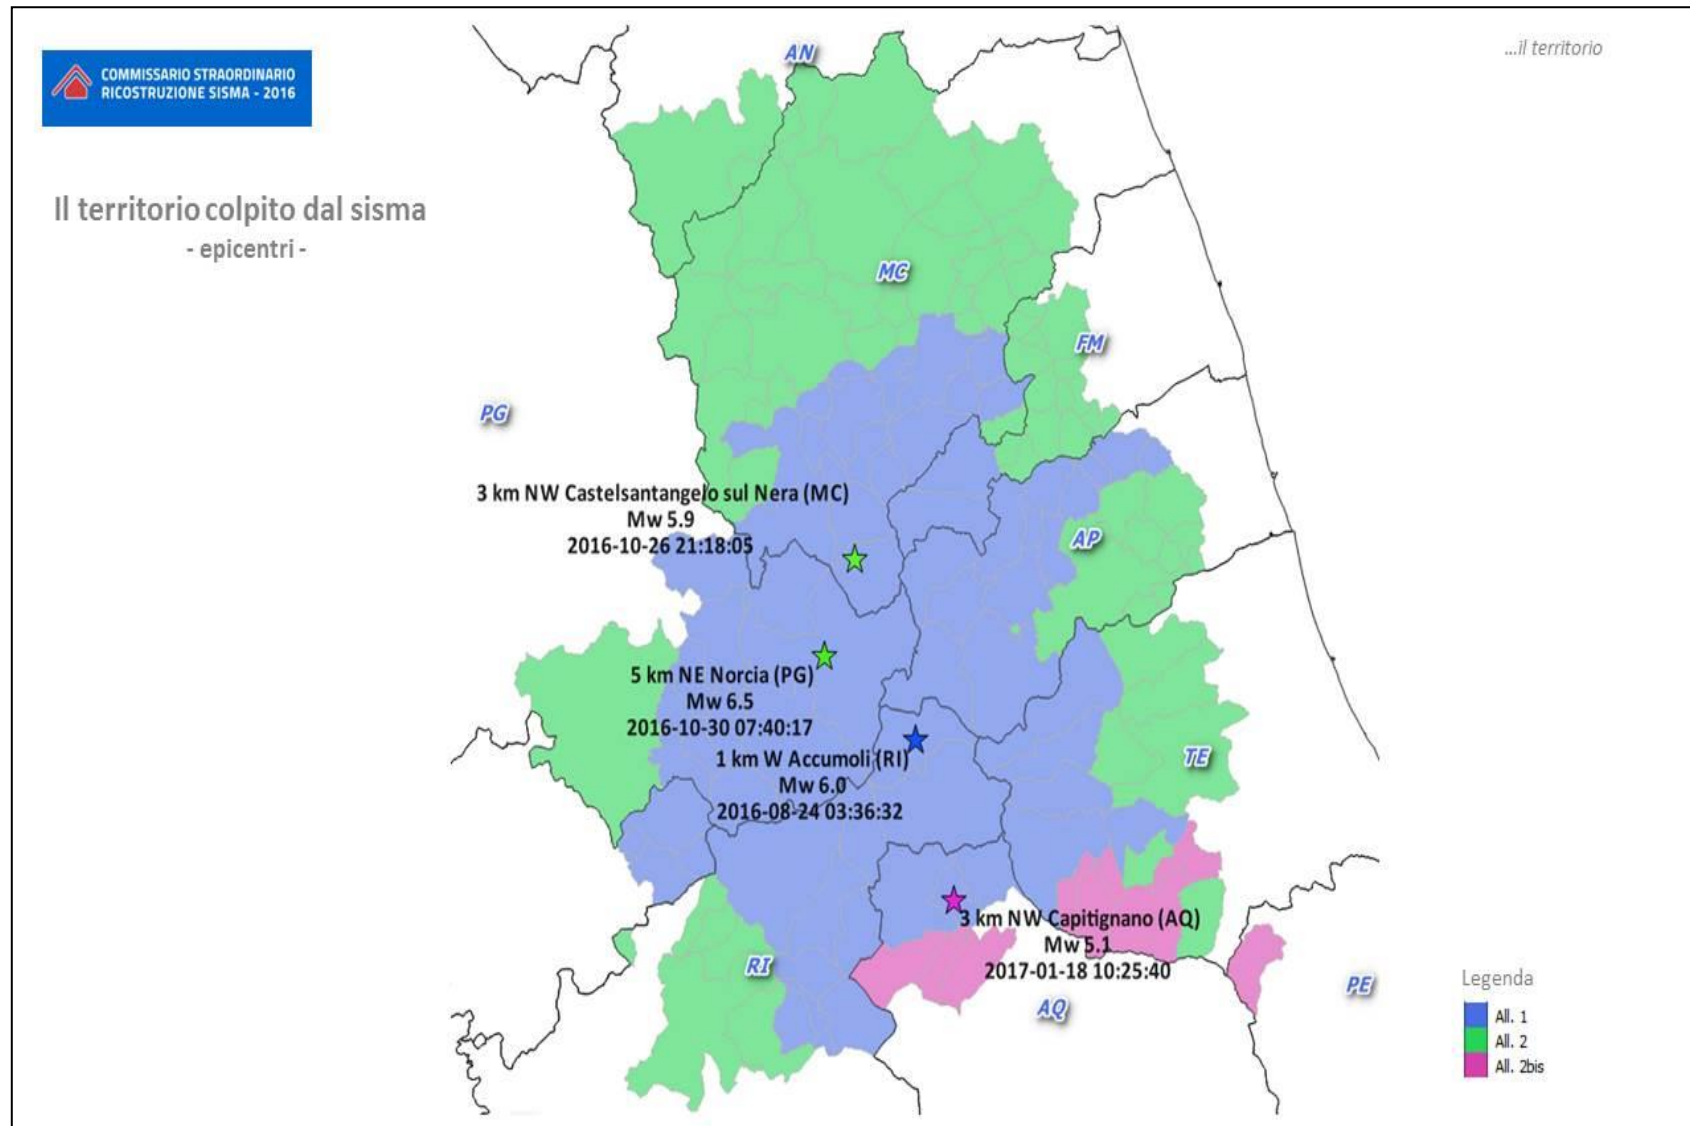 COMMISSARIO STRAORDINARIO
RICOSTRUZIONE SISMA - 2016
...il territorio
Il territorio colpito dal sisma
- epicentri -
AN
MC
FM
PG
3 km NW Castelsantangelo sul Nera (MC)
Mw 5.9
2016-10-26 21:18:05
AP
5 km NE Norcia (PG)
Mw 6.5
2016-10-30 07:40:17
1 km W Accumoli (RI)
Mw 6.0
2016-08-24 03:36:32
TE
3 km NW Capitignano (AQ)
Mw 5.1
2017-01-18 10:25:40
RI
AQ
PE
Legenda
All. 1
All. 2
All. 2bis